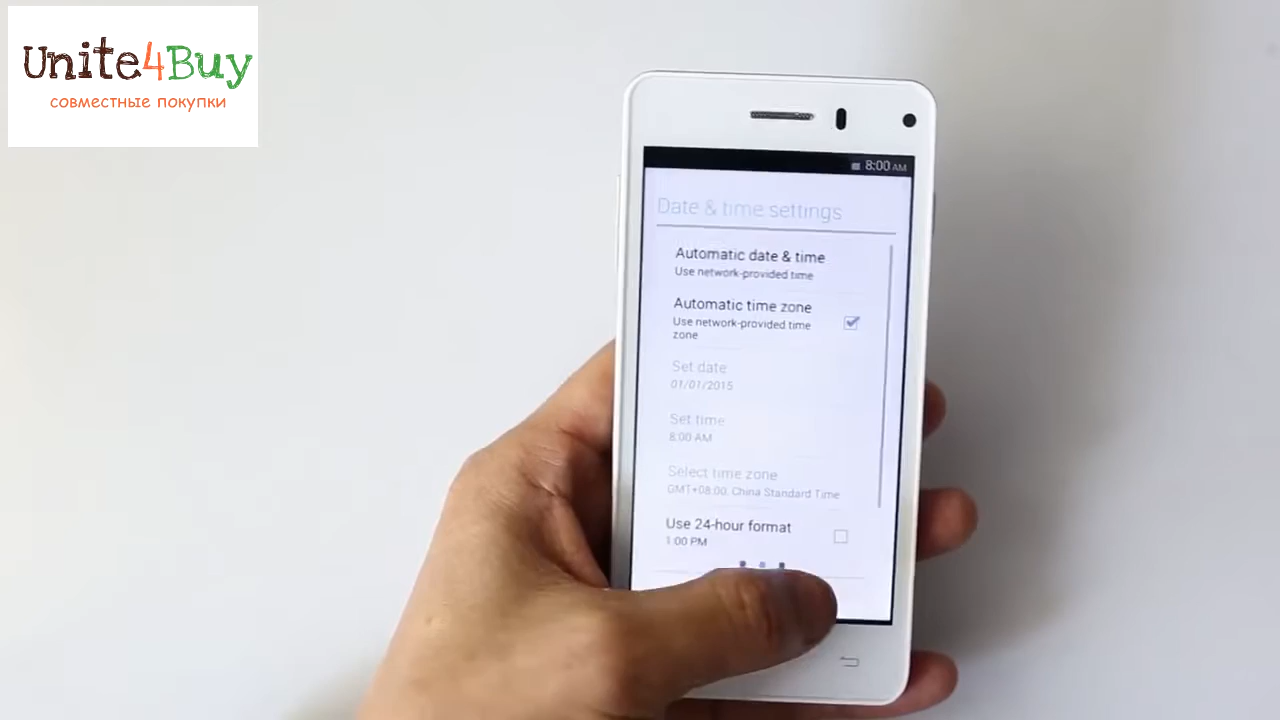 Unite4Buy
совместные покупки
8:00 AM
Date & time settings
Automatic date & time
Use network-provided time
Automatic time zone
Use network-provided time
zone
Set date
01/01/2015
Set time
8:00 AM
Select time zone
GMT+08:00, China Standard Time
Use 24-hour format
1:00 PM